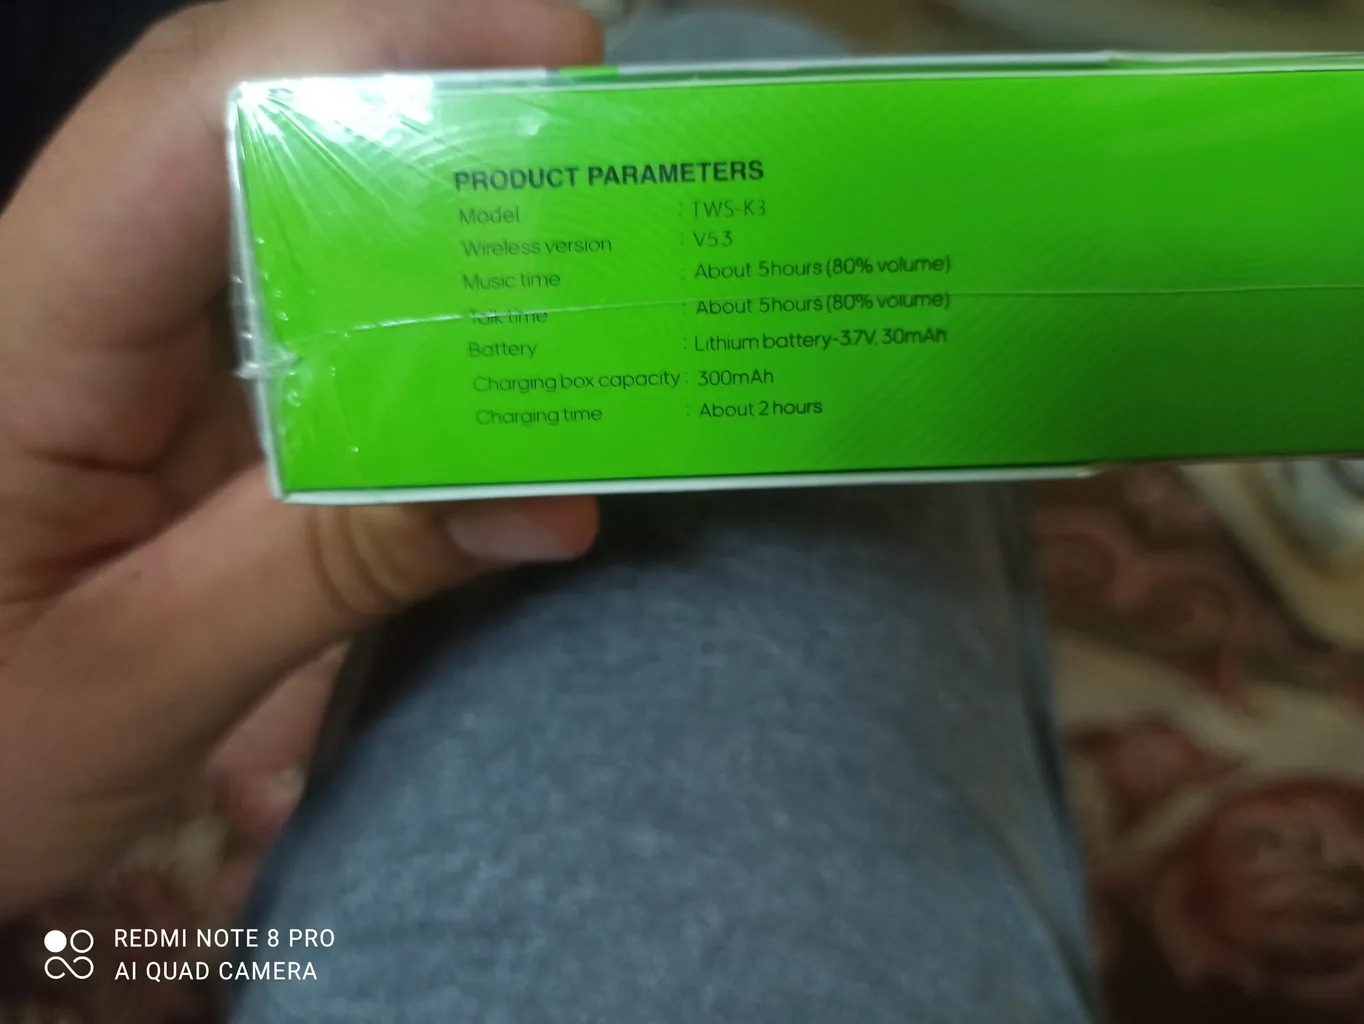 PRODUCT PARAMETERS
Model : TWS-K3
Wireless version : V5.3
Music time : About 5hours (80% volume)
Talk time : About 5hours (80% volume)
Battery : Lithium battery-3.7V, 30mAh
Charging box capacity : 300mAh
Charging time : About 2 hours
REDMI NOTE 8 PRO
AI QUAD CAMERA